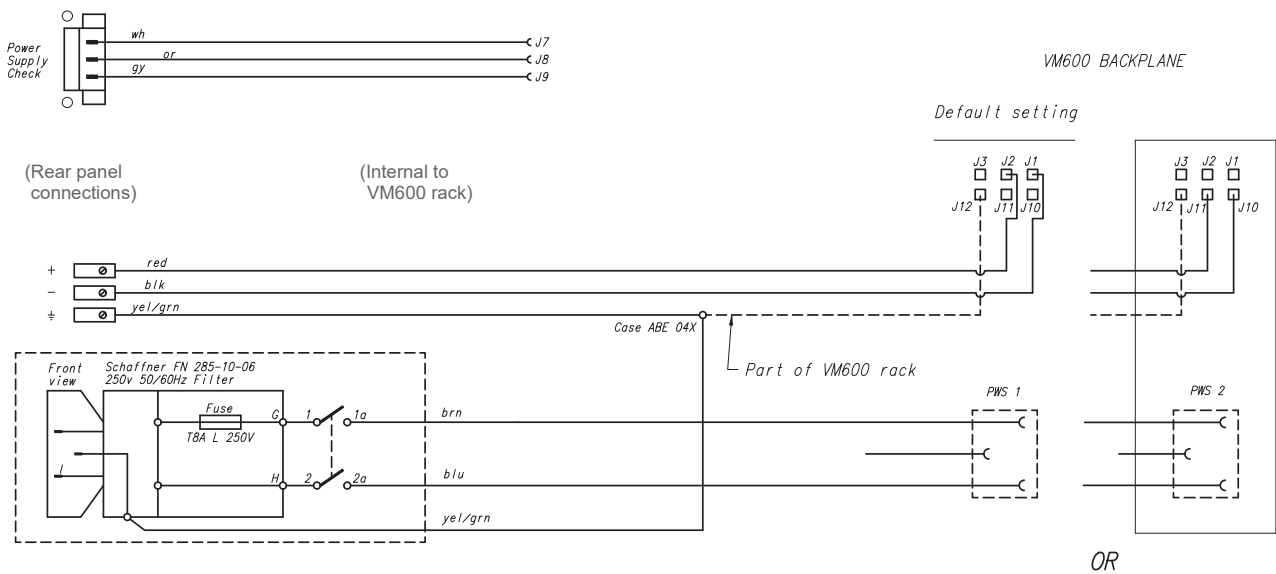 Power
Supply
Check
wh
or
gy
J7
J8
J9
VM600 BACKPLANE
Default setting
(Rear panel
connections)
(Internal to
VM600 rack)
J3 J2 J1
J12 J11 J10
J3 J2 J1
J12 J11 J10
+ red
- blk
yel/grn
Case ABE 04X
Part of VM600 rack
Front
view
Schaffner FN 285-10-06
250v 50/60Hz Filter
Fuse
T8A L 250V
G 1 1a brn
H 2 2a blu
yel/grn
PWS 1
PWS 2
OR